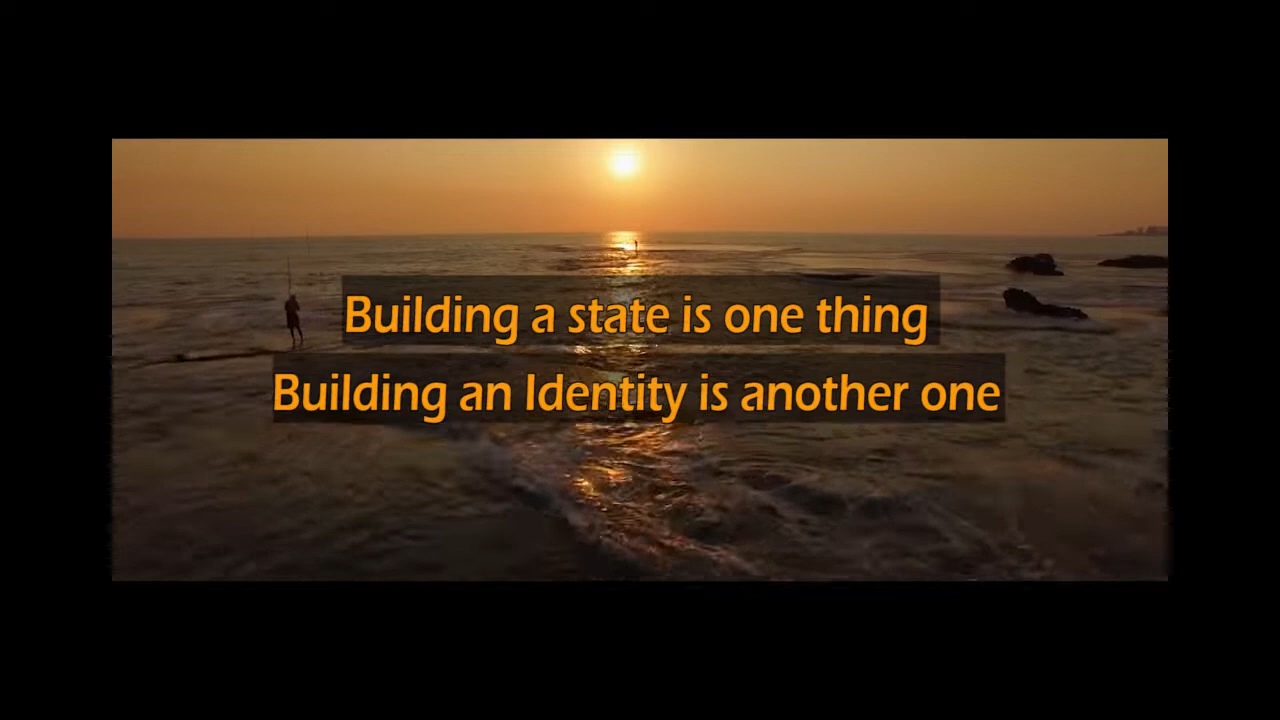 Building a state is one thing
Building an Identity is another one